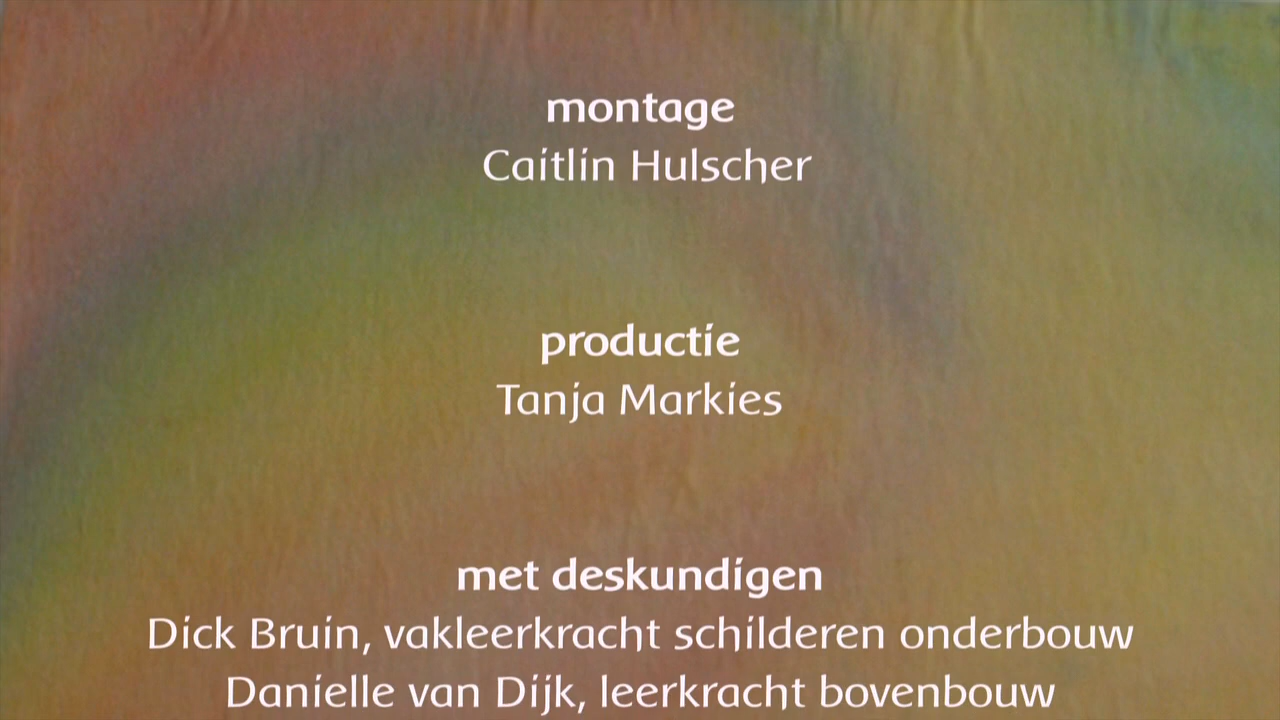 montage
Caitlin Hulscher
productie
Tanja Markies
met deskundigen
Dick Bruin, vakleerkracht schilderen onderbouw
Danielle van Dijk, leerkracht bovenbouw